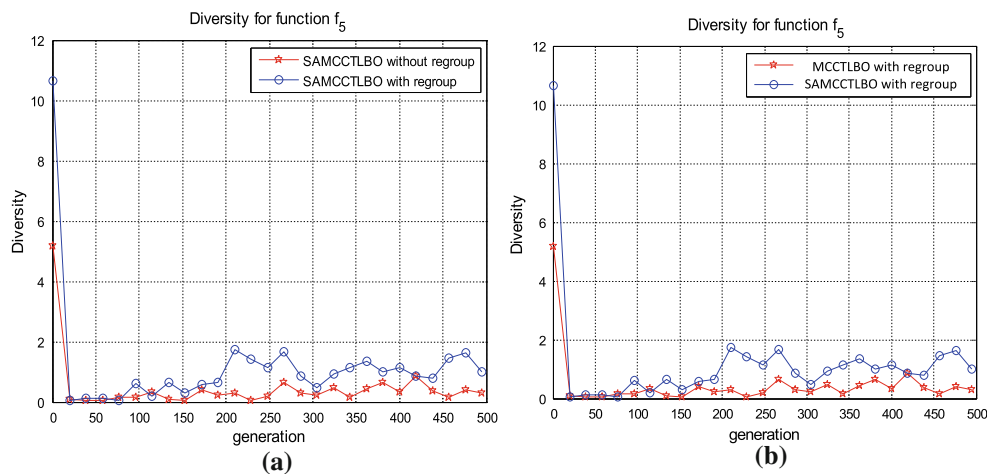 Diversity for function f5
12
10
8
6
4
2
0
Diversity
SAMCCTLBO without regroup
SAMCCTLBO with regroup
0 50 100 150 200 250 300 350 400 450 500
generation
(a)
Diversity for function f5
12
10
8
6
4
2
0
Diversity
MCCTLBO with regroup
SAMCCTLBO with regroup
0 50 100 150 200 250 300 350 400 450 500
generation
(b)